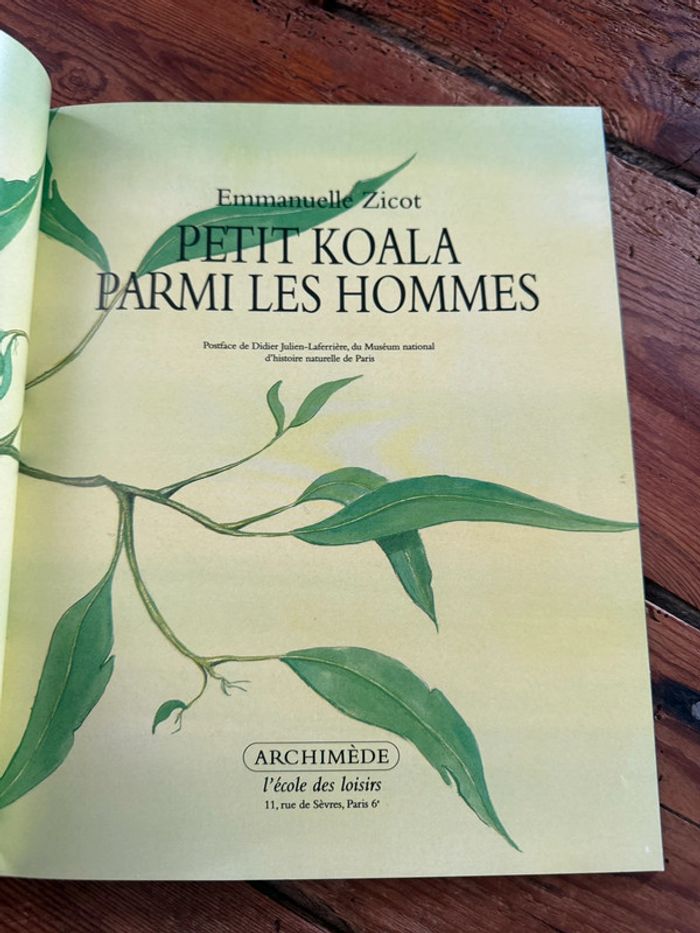 Emmanuelle Zicot
PETIT KOALA
PARMI LES HOMMES
Postface de Didier Julien-Laferrière, du Muséum national
d'histoire naturelle de Paris
ARCHIMÈDE
l'école des loisirs
11, rue de Sèvres, Paris 6e